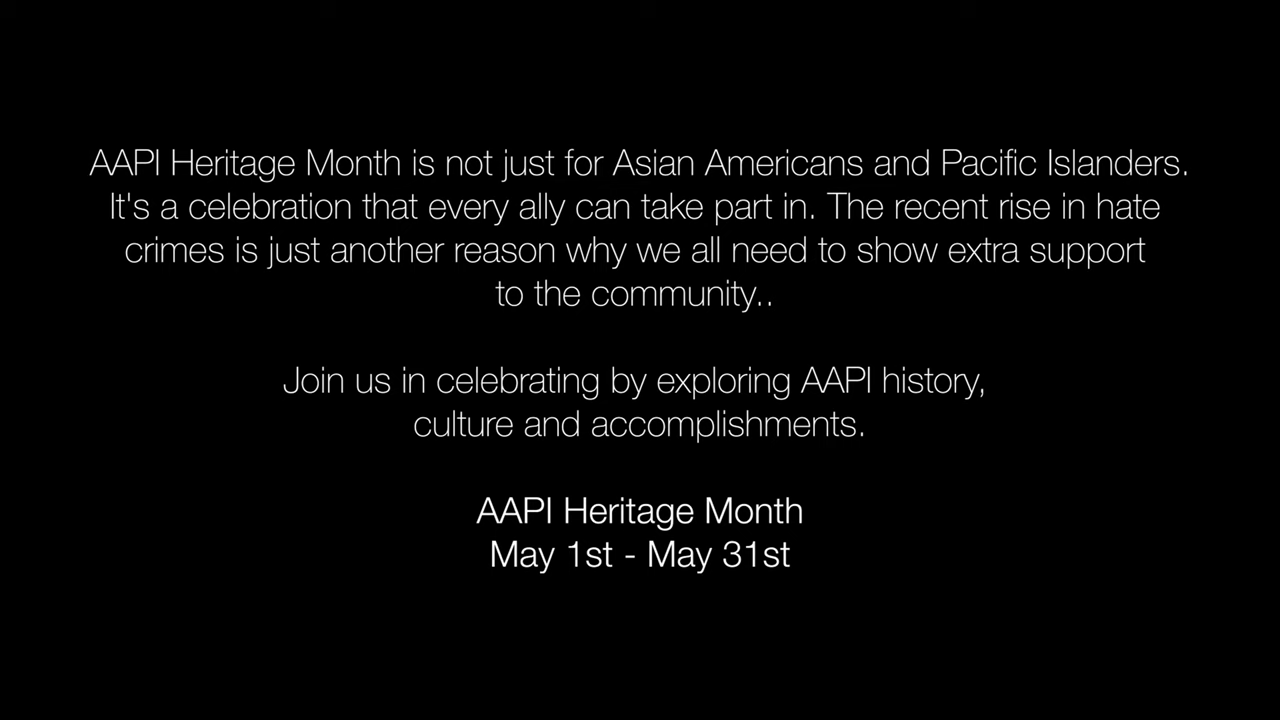 AAPI Heritage Month is not just for Asian Americans and Pacific Islanders.
It's a celebration that every ally can take part in. The recent rise in hate
crimes is just another reason why we all need to show extra support
to the community..
Join us in celebrating by exploring AAPI history,
culture and accomplishments.
AAPI Heritage Month
May 1st - May 31st